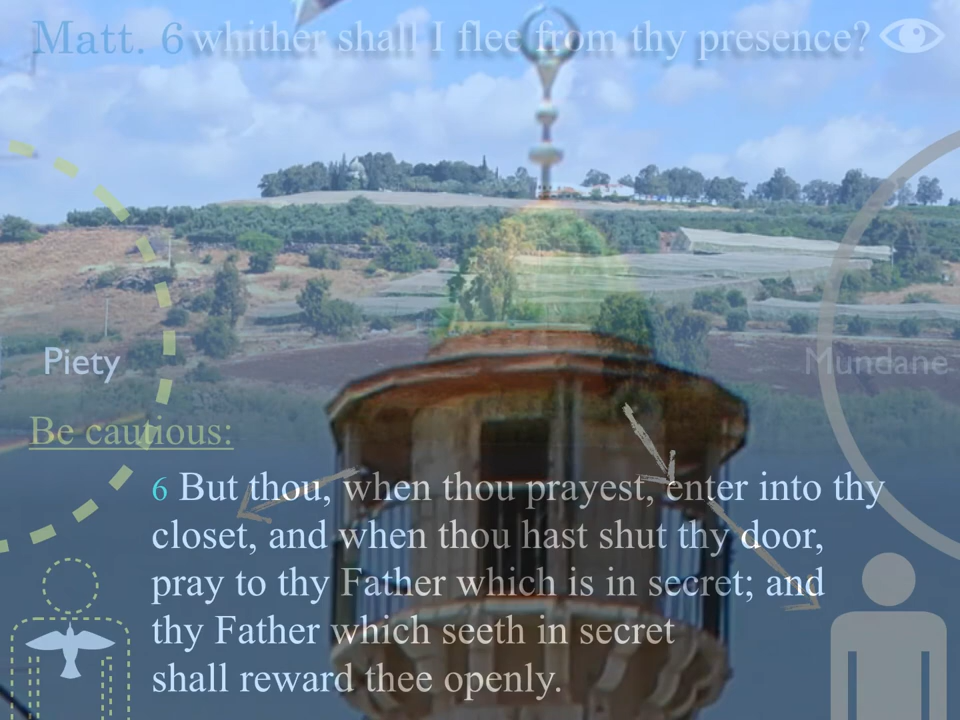 Matt. 6 whither shall I flee from thy presence?
Piety
Mundane
Be cautious:
6 But thou, when thou prayest, enter into thy
closet, and when thou hast shut thy door,
pray to thy Father which is in secret; and
thy Father which seeth in secret
shall reward thee openly.